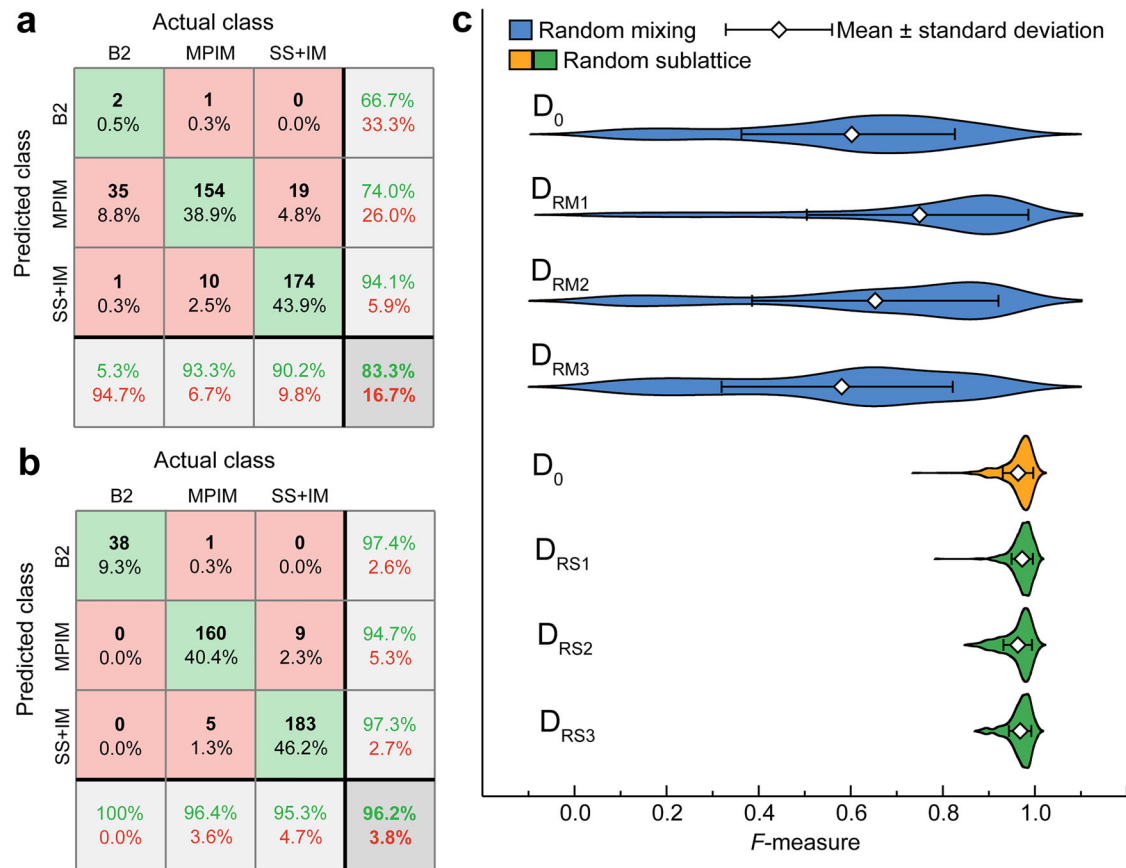 a
Actual class
B2 MPIM SS+IM
Predicted class
B2
2 1 0 66.7%
0.5% 0.3% 0.0% 33.3%
MPIM
35 154 19 74.0%
8.8% 38.9% 4.8% 26.0%
SS+IM
1 10 174 94.1%
0.3% 2.5% 43.9% 5.9%
5.3% 93.3% 90.2% 83.3%
94.7% 6.7% 9.8% 16.7%
b
Actual class
B2 MPIM SS+IM
Predicted class
B2
38 1 0 97.4%
9.3% 0.3% 0.0% 2.6%
MPIM
0 160 9 94.7%
0.0% 40.4% 2.3% 5.3%
SS+IM
0 5 183 97.3%
0.0% 1.3% 46.2% 2.7%
100% 96.4% 95.3% 96.2%
0.0% 3.6% 4.7% 3.8%
c
Random mixing Mean ± standard deviation
Random sublattice
D0
DRM1
DRM2
DRM3
D0
DRS1
DRS2
DRS3
0.0 0.2 0.4 0.6 0.8 1.0
F-measure